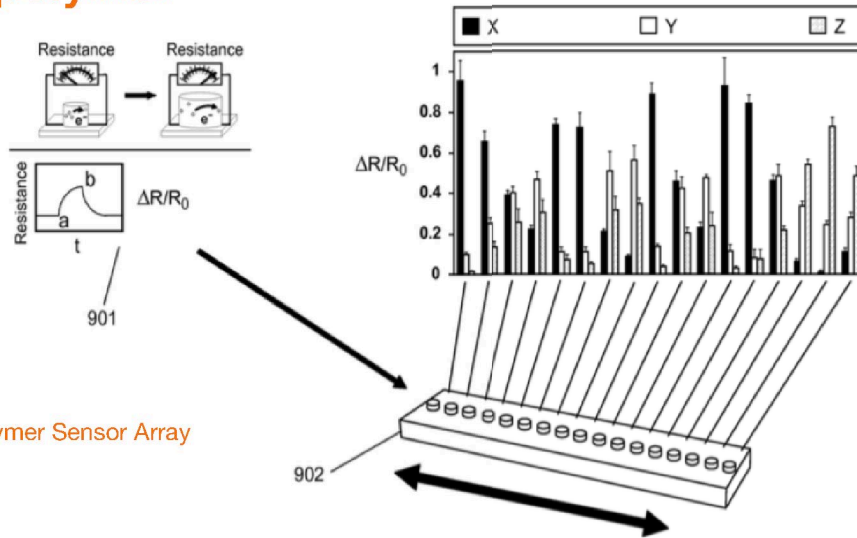 Resistance
Resistance
e⁻
e⁻
Resistance
a
b
t
ΔR/R₀
901
X
Y
Z
ΔR/R₀
1
0.8
0.6
0.4
0.2
0
Sensor Array
902